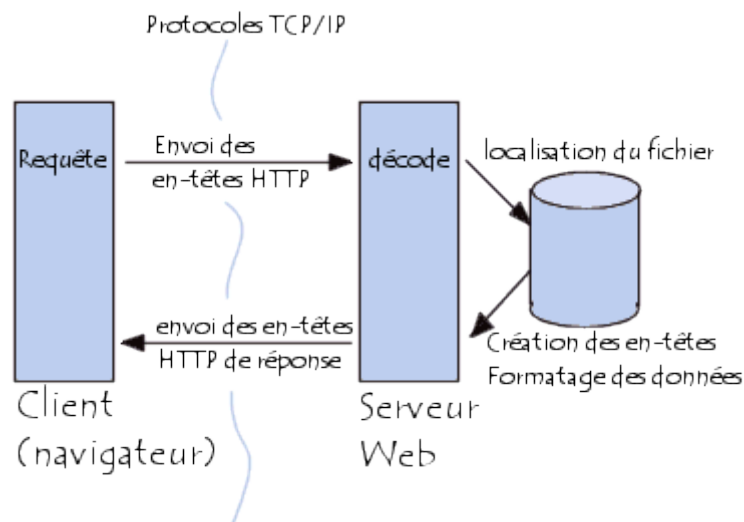 Protocoles TCP/IP
Requête
Envoi des
en-têtes HTTP
décode
localisation du fichier
envoi des en-têtes
HTTP de réponse
Création des en-têtes
Formatage des données
Client
(navigateur)
Serveur
Web